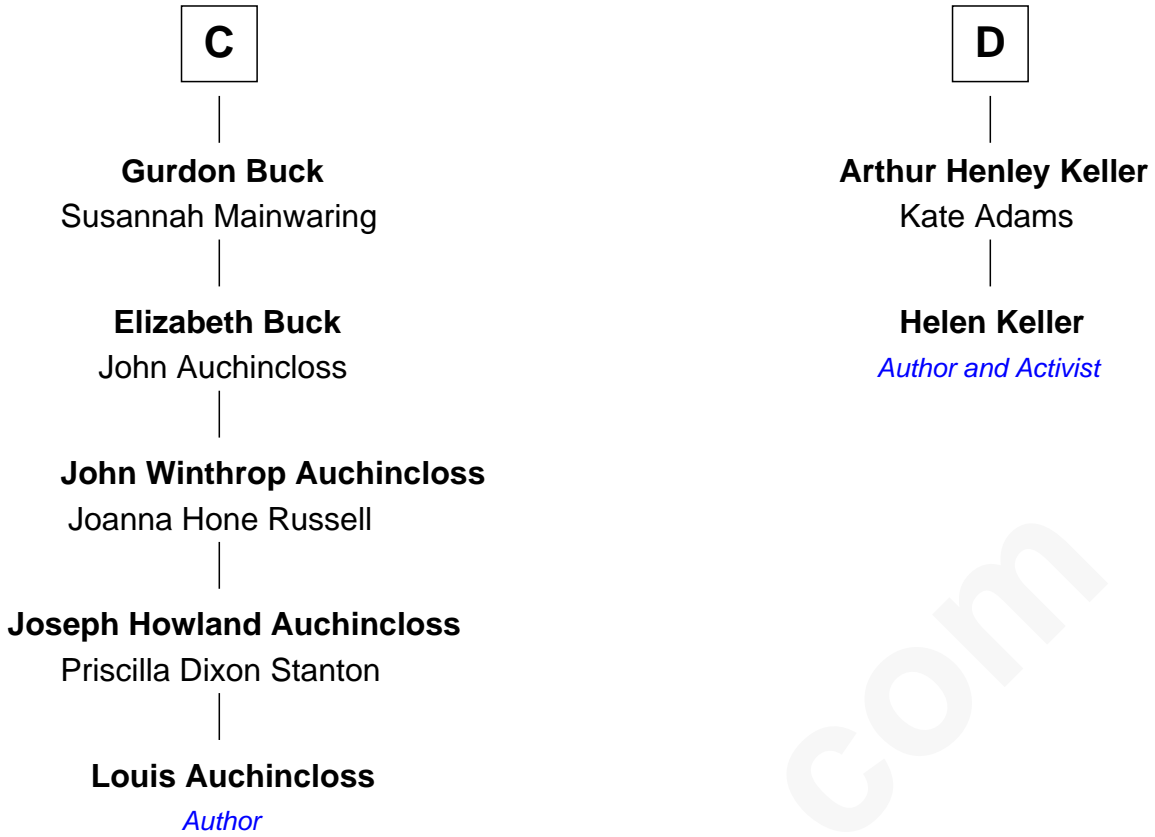 C
Gurdon Buck
Susannah Mainwaring
Elizabeth Buck
John Auchincloss
John Winthrop Auchincloss
Joanna Hone Russell
Joseph Howland Auchincloss
Priscilla Dixon Stanton
Louis Auchincloss
Author
D
Arthur Henley Keller
Kate Adams
Helen Keller
Author and Activist
com